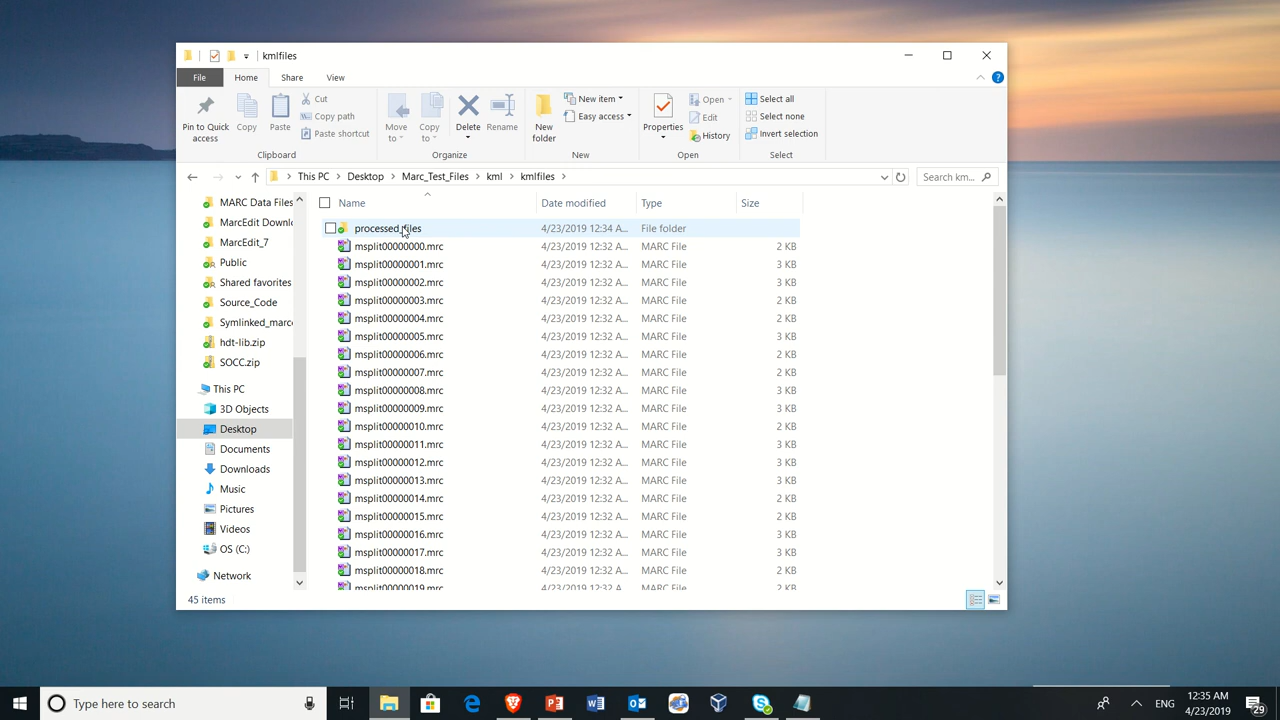 kmlfiles
File Home Share View
Pin to Quick access
Copy
Paste
Cut
Copy path
Paste shortcut
Clipboard
Move to
Copy to
Delete
Rename
Organize
New folder
New item
Easy access
New
Properties
Open
Edit
History
Open
Select all
Select none
Invert selection
Select
This PC > Desktop > Marc_Test_Files > kml > kmlfiles >
Search km...
MARC Data Files
MarcEdit Downlo
MarcEdit_7
Public
Shared favorites
Source_Code
Symlinked_marc
hdt-lib.zip
SOCC.zip
This PC
3D Objects
Desktop
Documents
Downloads
Music
Pictures
Videos
OS (C:)
Network
Name Date modified Type Size
processed_files 4/23/2019 12:34 A... File folder
msplit00000000.mrc 4/23/2019 12:32 A... MARC File 2 KB
msplit00000001.mrc 4/23/2019 12:32 A... MARC File 3 KB
msplit00000002.mrc 4/23/2019 12:32 A... MARC File 3 KB
msplit00000003.mrc 4/23/2019 12:32 A... MARC File 2 KB
msplit00000004.mrc 4/23/2019 12:32 A... MARC File 2 KB
msplit00000005.mrc 4/23/2019 12:32 A... MARC File 3 KB
msplit00000006.mrc 4/23/2019 12:32 A... MARC File 2 KB
msplit00000007.mrc 4/23/2019 12:32 A... MARC File 2 KB
msplit00000008.mrc 4/23/2019 12:32 A... MARC File 3 KB
msplit00000009.mrc 4/23/2019 12:32 A... MARC File 3 KB
msplit00000010.mrc 4/23/2019 12:32 A... MARC File 2 KB
msplit00000011.mrc 4/23/2019 12:32 A... MARC File 3 KB
msplit00000012.mrc 4/23/2019 12:32 A... MARC File 3 KB
msplit00000013.mrc 4/23/2019 12:32 A... MARC File 3 KB
msplit00000014.mrc 4/23/2019 12:32 A... MARC File 2 KB
msplit00000015.mrc 4/23/2019 12:32 A... MARC File 2 KB
msplit00000016.mrc 4/23/2019 12:32 A... MARC File 3 KB
msplit00000017.mrc 4/23/2019 12:32 A... MARC File 3 KB
msplit00000018.mrc 4/23/2019 12:32 A... MARC File 2 KB
msplit00000019.mrc 4/23/2019 12:32 A... MARC File 2 KB
45 items
Type here to search
ENG
12:35 AM
4/23/2019
29